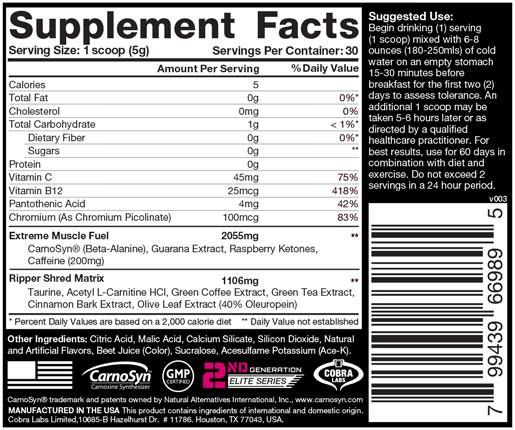 Supplement Facts
Serving Size: 1 scoop (5g) Servings Per Container: 30
Amount Per Serving % Daily Value
Calories 5
Total Fat 0g 0%*
Cholesterol 0mg 0%
Total Carbohydrate 1g < 1%*
Dietary Fiber 0g 0%*
Sugars 0g **
Protein 0g
Vitamin C 45mg 75%
Vitamin B12 25mcg 418%
Pantothenic Acid 4mg 42%
Chromium (As Chromium Picolinate) 100mcg 83%
Extreme Muscle Fuel 2055mg **
CarnoSyn® (Beta-Alanine), Guarana Extract, Raspberry Ketones,
Caffeine (200mg)
Ripper Shred Matrix 1106mg **
Taurine, Acetyl L-Carnitine HCl, Green Coffee Extract, Green Tea Extract,
Cinnamon Bark Extract, Olive Leaf Extract (40% Oleuropein)
* Percent Daily Values are based on a 2,000 calorie diet ** Daily Value not established
Suggested Use:
Begin drinking (1) serving
(1 scoop) mixed with 6-8
ounces (180-250mls) of cold
water on an empty stomach
15-30 minutes before
breakfast for the first two (2)
days to assess tolerance. An
additional 1 scoop may be
taken 5-6 hours later or as
directed by a qualified
healthcare practitioner. For
best results, use for 60 days in
combination with diet and
exercise. Do not exceed 2
servings in a 24 hour period.
v003
7 99439 66989 5
Other Ingredients: Citric Acid, Malic Acid, Calcium Silicate, Silicon Dioxide, Natural
and Artificial Flavors, Beet Juice (Color), Sucralose, Acesulfame Potassium (Ace-K).
CarnoSyn®
Carnosine Synthesizer
GMP
CERTIFIED
2ND GENERATION
ELITE SERIES
COBRA
LABS
CarnoSyn® trademark and patents owned by Natural Alternatives International, Inc., www.carnosyn.com
MANUFACTURED IN THE USA This product contains ingredients of international and domestic origin.
Cobra Labs Limited,10685-B Hazelhurst Dr. # 11786. Houston, TX 77043, USA.